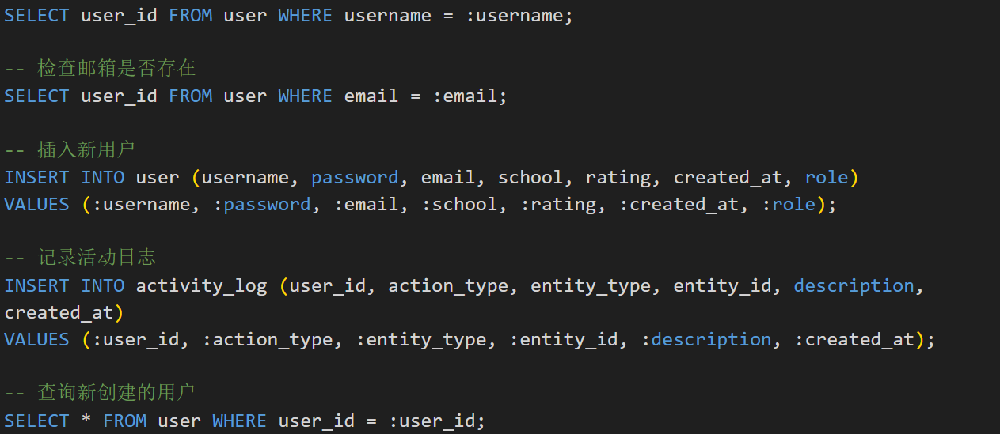 SELECT user_id FROM user WHERE username = :username;
-- 检查邮箱是否存在
SELECT user_id FROM user WHERE email = :email;
-- 插入新用户
INSERT INTO user (username, password, email, school, rating, created_at, role)
VALUES (:username, :password, :email, :school, :rating, :created_at, :role);
-- 记录活动日志
INSERT INTO activity_log (user_id, action_type, entity_type, entity_id, description,
created_at)
VALUES (:user_id, :action_type, :entity_type, :entity_id, :description, :created_at);
-- 查询新创建的用户
SELECT * FROM user WHERE user_id = :user_id;